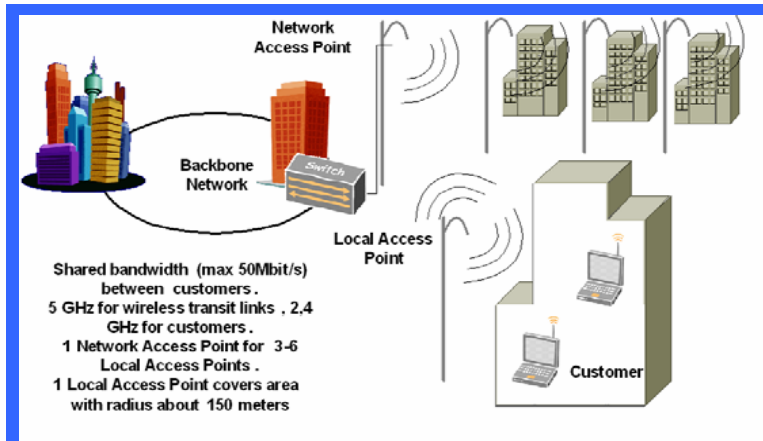 Network
Access Point
Backbone
Network
Switch
Local Access
Point
Shared bandwidth (max 50Mbit/s)
between customers.
5 GHz for wireless transit links , 2,4
GHz for customers.
1 Network Access Point for 3-6
Local Access Points .
1 Local Access Point covers area
with radius about 150 meters
Customer